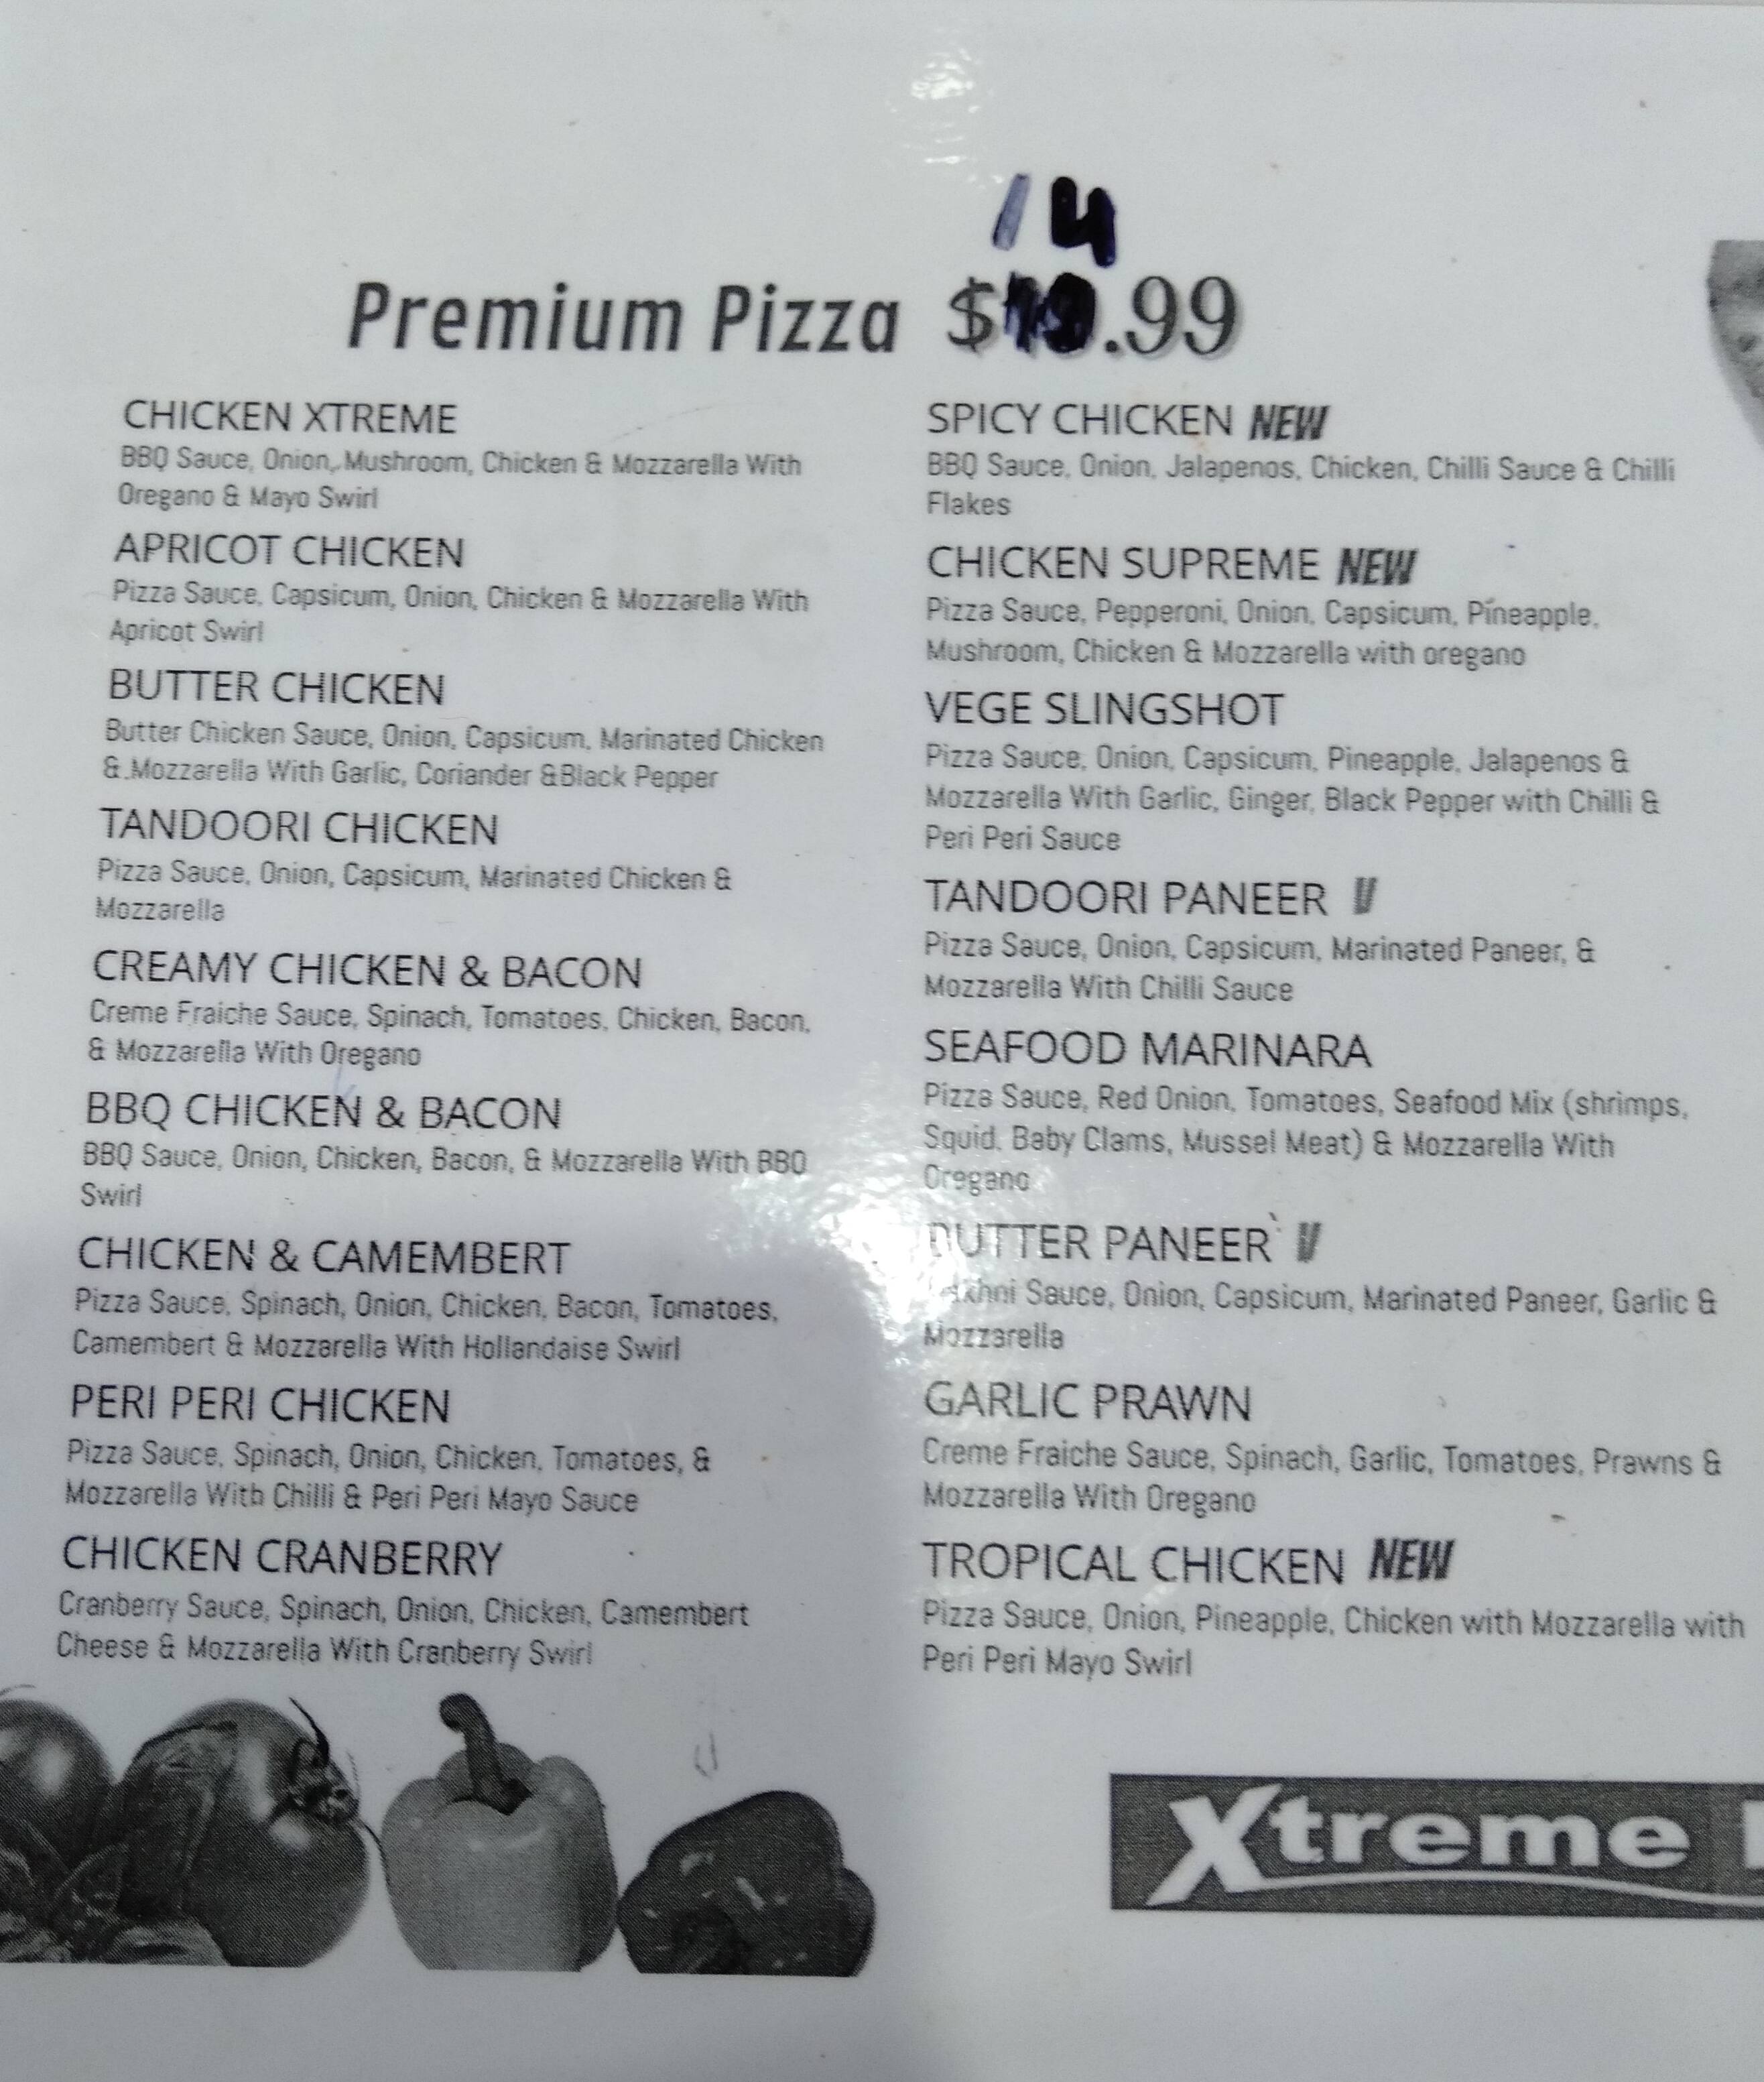 14
Premium Pizza $.99
CHICKEN XTREME
BBQ Sauce, Onion, Mushroom, Chicken & Mozzarella With
Oregano & Mayo Swirl
APRICOT CHICKEN
Pizza Sauce, Capsicum, Onion, Chicken & Mozzarella With
Apricot Swirl
BUTTER CHICKEN
Butter Chicken Sauce, Onion, Capsicum, Marinated Chicken
& Mozzarella With Garlic, Coriander &Black Pepper
TANDOORI CHICKEN
Pizza Sauce, Onion, Capsicum, Marinated Chicken &
Mozzarella
CREAMY CHICKEN & BACON
Creme Fraiche Sauce, Spinach, Tomatoes, Chicken, Bacon,
& Mozzarella With Oregano
BBQ CHICKEN & BACON
BBQ Sauce, Onion, Chicken, Bacon, & Mozzarella With BBQ
Swirl
CHICKEN & CAMEMBERT
Pizza Sauce, Spinach, Onion, Chicken, Bacon, Tomatoes,
Camembert & Mozzarella With Hollandaise Swirl
PERI PERI CHICKEN
Pizza Sauce, Spinach, Onion, Chicken, Tomatoes, &
Mozzarella With Chilli & Peri Peri Mayo Sauce
CHICKEN CRANBERRY
Cranberry Sauce, Spinach, Onion, Chicken, Camembert
Cheese & Mozzarella With Cranberry Swirl
SPICY CHICKEN NEW
BBQ Sauce, Onion, Jalapenos, Chicken, Chilli Sauce & Chilli
Flakes
CHICKEN SUPREME NEW
Pizza Sauce, Pepperoni, Onion, Capsicum, Pineapple,
Mushroom, Chicken & Mozzarella with oregano
VEGE SLINGSHOT
Pizza Sauce, Onion, Capsicum, Pineapple, Jalapenos &
Mozzarella With Garlic, Ginger, Black Pepper with Chilli &
Peri Peri Sauce
TANDOORI PANEER V
Pizza Sauce, Onion, Capsicum, Marinated Paneer, &
Mozzarella With Chilli Sauce
SEAFOOD MARINARA
Pizza Sauce, Red Onion, Tomatoes, Seafood Mix (shrimps,
Squid, Baby Clams, Mussel Meat) & Mozzarella With
Oregano
BUTTER PANEER V
Sauce, Onion, Capsicum, Marinated Paneer, Garlic &
Mozzarella
GARLIC PRAWN
Creme Fraiche Sauce, Spinach, Garlic, Tomatoes, Prawns &
Mozzarella With Oregano
TROPICAL CHICKEN NEW
Pizza Sauce, Onion, Pineapple, Chicken with Mozzarella with
Peri Peri Mayo Swirl
Xtreme